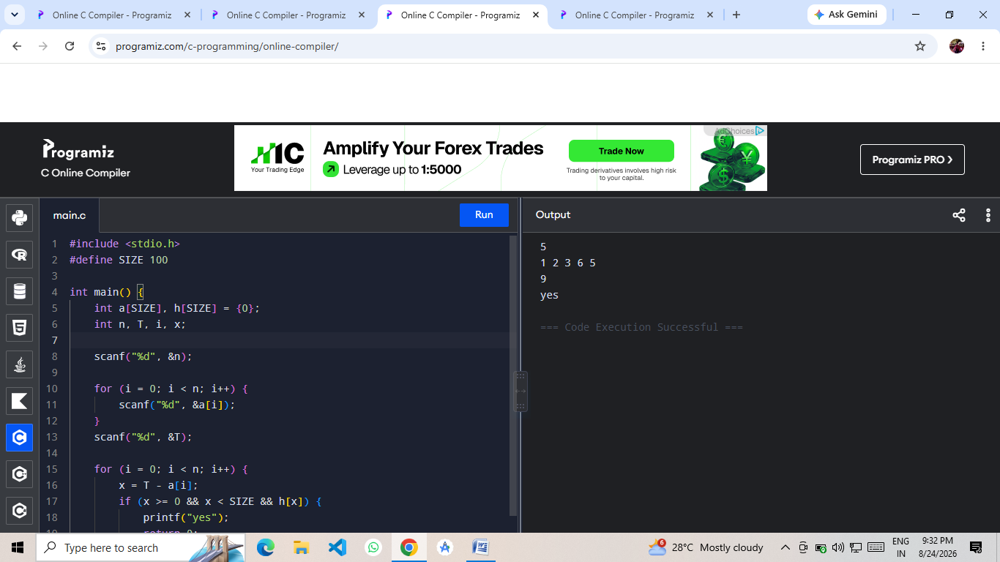 Online C Compiler - Programiz
Online C Compiler - Programiz
Online C Compiler - Programiz
Online C Compiler - Programiz
Ask Gemini
programiz.com/c-programming/online-compiler/
Programiz
C Online Compiler
HIC
Your Trading Edge
Amplify Your Forex Trades
Leverage up to 1:5000
Trade Now
Trading derivatives involves high risk
to your capital.
AdChoices
Programiz PRO
main.c
Run
1 #include <stdio.h>
2 #define SIZE 100
3
4 int main() {
5 int a[SIZE], h[SIZE] = {0};
6 int n, T, i, x;
7
8 scanf("%d", &n);
9
10 for (i = 0; i < n; i++) {
11 scanf("%d", &a[i]);
12 }
13 scanf("%d", &T);
14
15 for (i = 0; i < n; i++) {
16 x = T - a[i];
17 if (x >= 0 && x < SIZE && h[x]) {
18 printf("yes");
19 return 0;
Output
5
1 2 3 6 5
9
yes
=== Code Execution Successful ===
Type here to search
6
28°C Mostly cloudy
ENG
IN
9:32 PM
8/24/2026